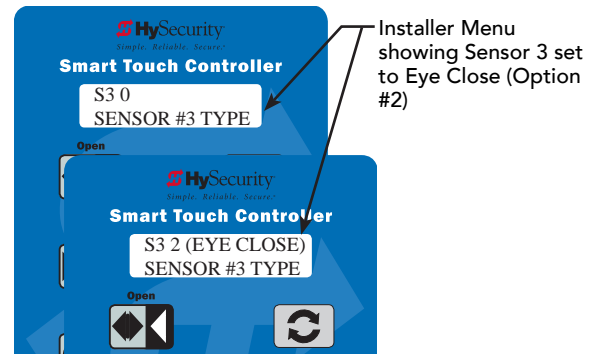 HySecurity
Simple. Reliable. Secure.
Smart Touch Controller
S3 0
SENSOR #3 TYPE
Open
HySecurity
Simple. Reliable. Secure.
Smart Touch Controller
S3 2 (EYE CLOSE)
SENSOR #3 TYPE
Open
Installer Menu
showing Sensor 3 set
to Eye Close (Option
#2)